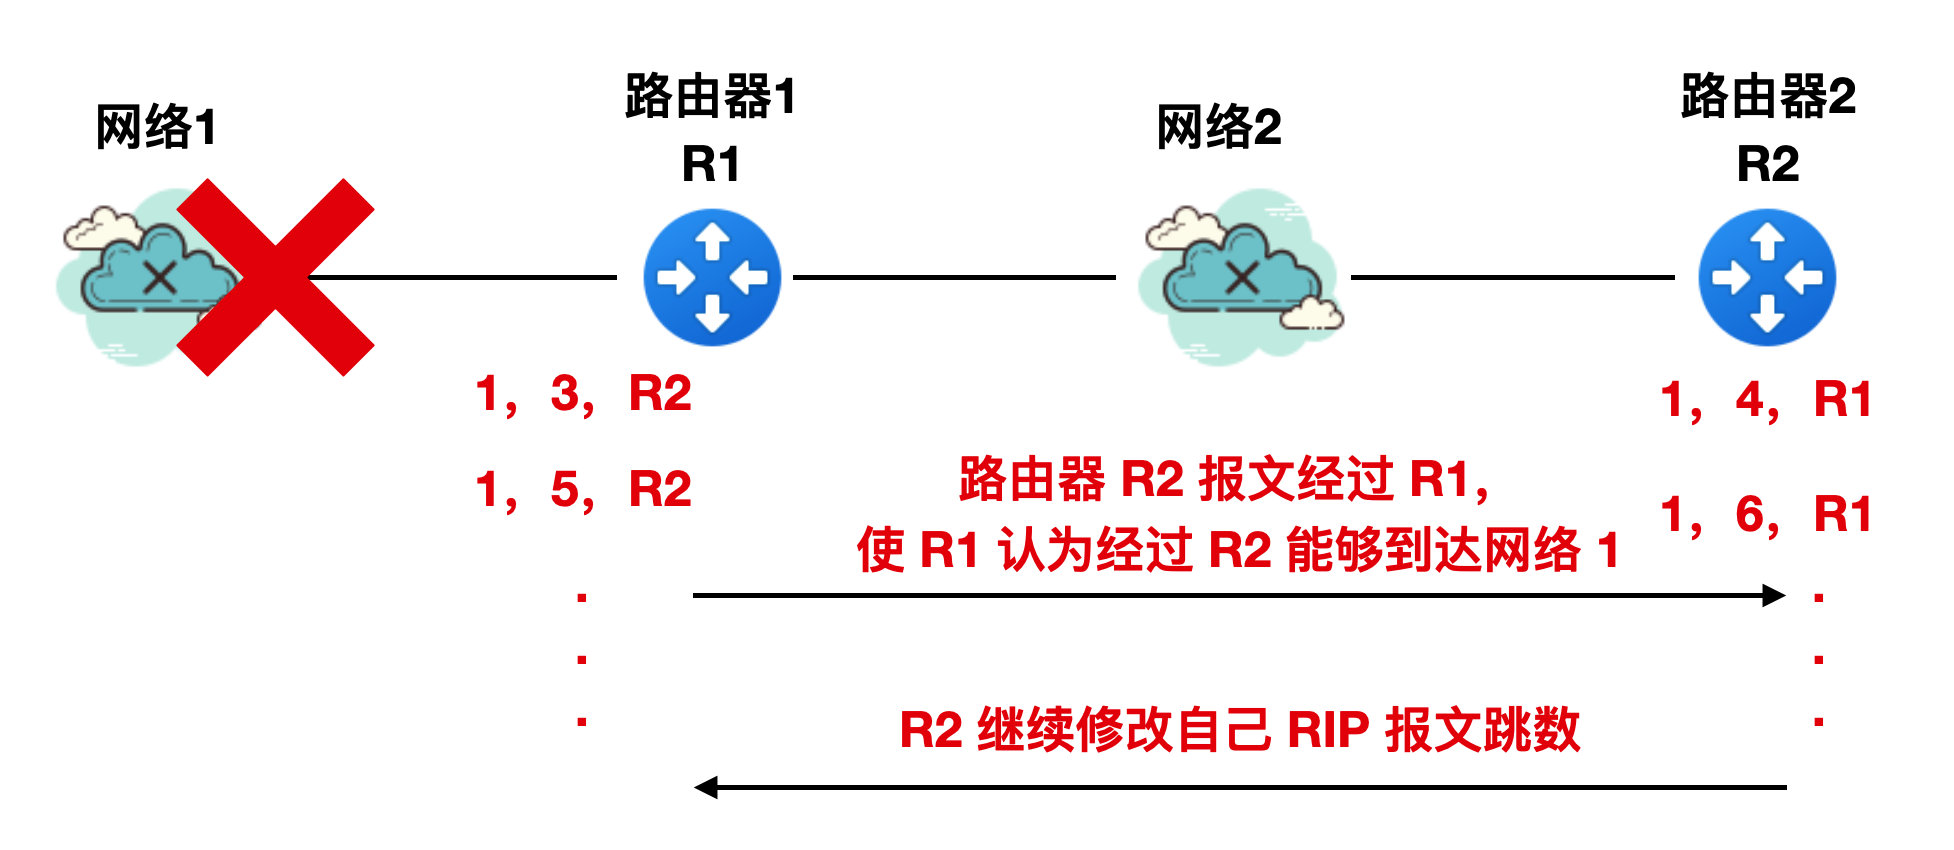 网络1
路由器1
R1
网络2
路由器2
R2
1，3，R2
1，4，R1
1，5，R2
1，6，R1
路由器 R2 报文经过 R1，
使 R1 认为经过 R2 能够到达网络 1
R2 继续修改自己 RIP 报文跳数